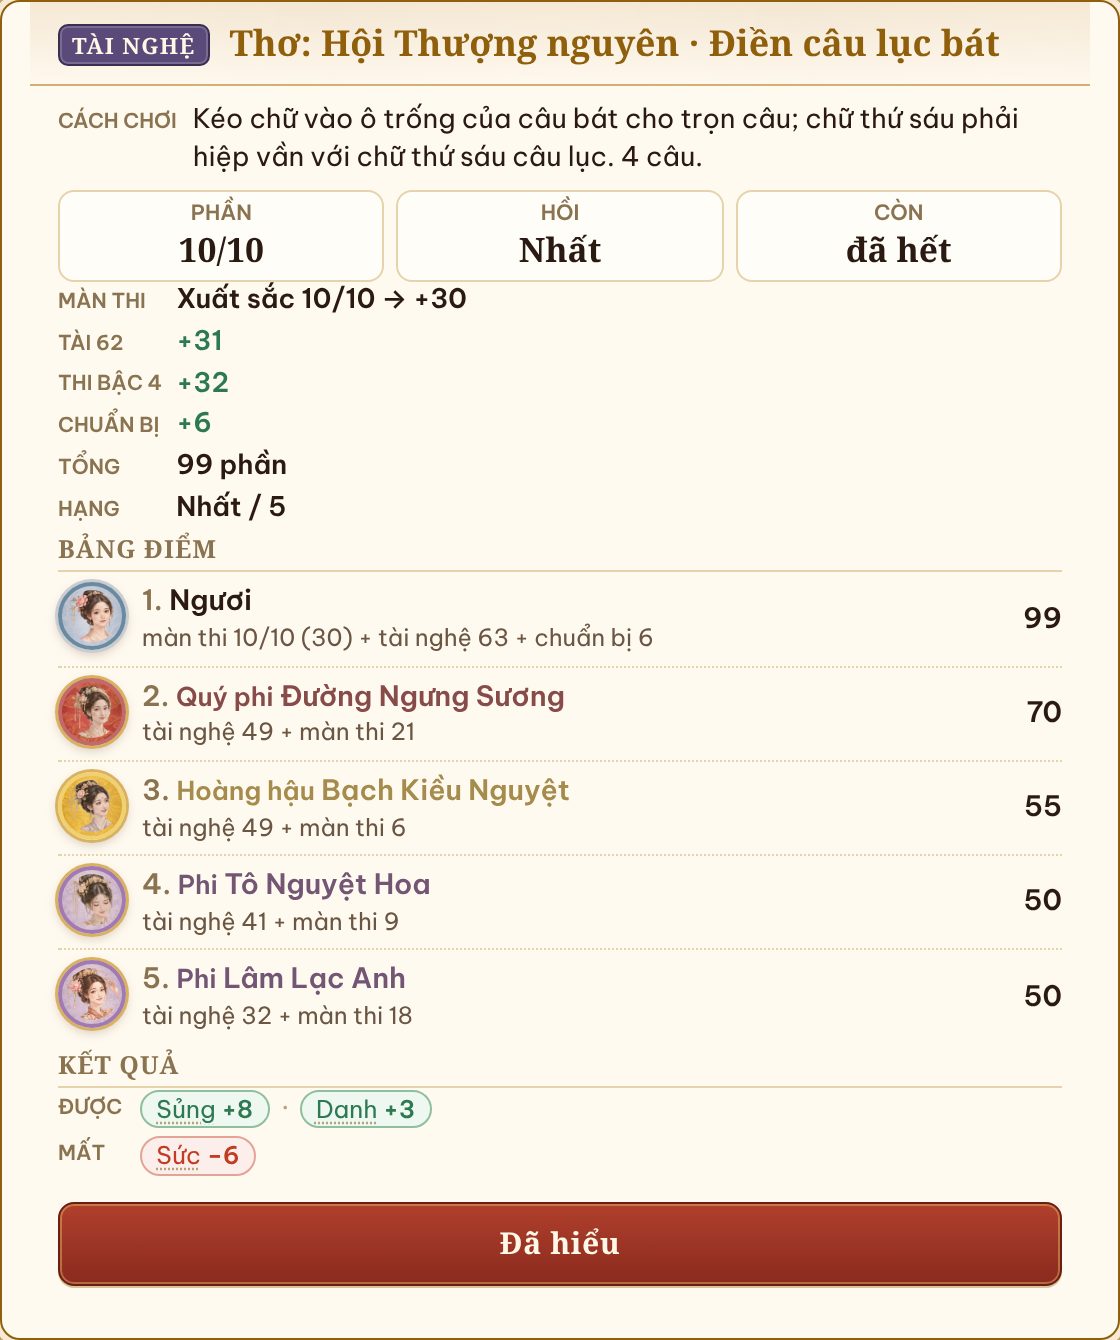 TÀI NGHỆ Thơ: Hội Thượng nguyên · Điền câu lục bát
CÁCH CHƠI Kéo chữ vào ô trống của câu bát cho trọn câu; chữ thứ sáu phải
hiệp vần với chữ thứ sáu câu lục. 4 câu.
PHẦN HỒI CÒN
10/10 Nhất đã hết
MÀN THI Xuất sắc 10/10 → +30
TÀI 62 +31
THI BẬC 4 +32
CHUẨN BỊ +6
TỔNG 99 phần
HẠNG Nhất / 5
BẢNG ĐIỂM
1. Ngươi 99
màn thi 10/10 (30) + tài nghệ 63 + chuẩn bị 6
2. Quý phi Đường Ngưng Sương 70
tài nghệ 49 + màn thi 21
3. Hoàng hậu Bạch Kiều Nguyệt 55
tài nghệ 49 + màn thi 6
4. Phi Tô Nguyệt Hoa 50
tài nghệ 41 + màn thi 9
5. Phi Lâm Lạc Anh 50
tài nghệ 32 + màn thi 18
KẾT QUẢ
ĐƯỢC Sủng +8 · Danh +3
MẤT Sức −6
Đã hiểu